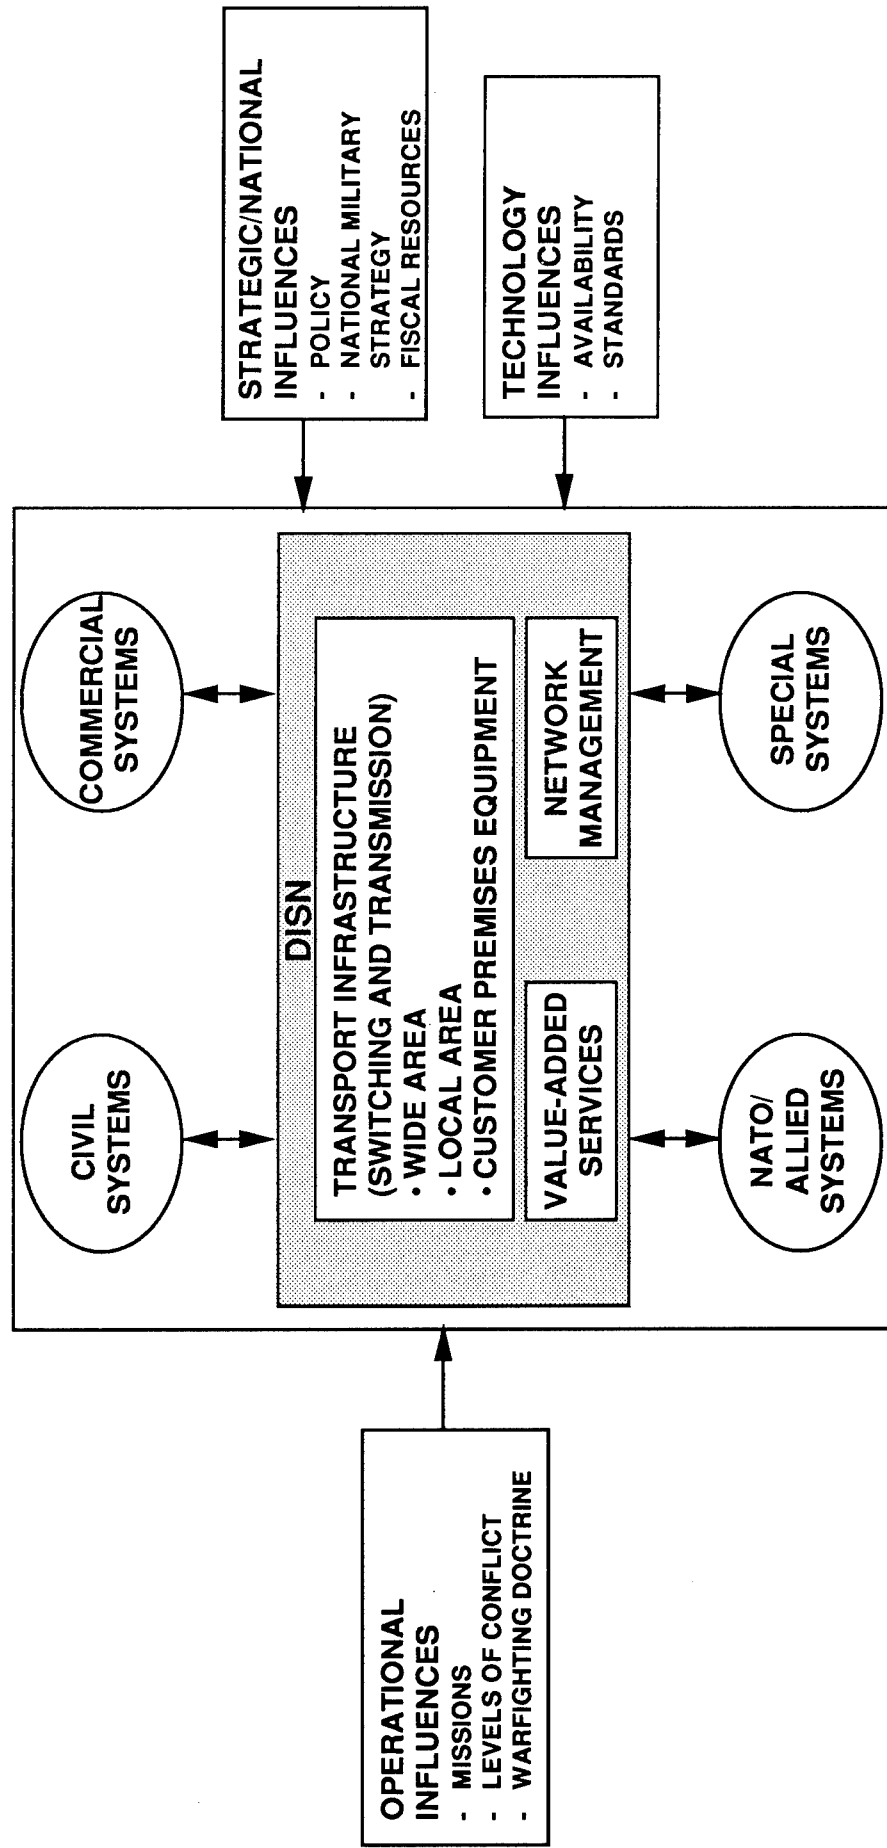 OPERATIONAL
INFLUENCES
- MISSIONS
- LEVELS OF CONFLICT
- WARFIGHTING DOCTRINE
CIVIL
SYSTEMS
COMMERCIAL
SYSTEMS
DISN
TRANSPORT INFRASTRUCTURE
(SWITCHING AND TRANSMISSION)
• WIDE AREA
• LOCAL AREA
• CUSTOMER PREMISES EQUIPMENT
VALUE-ADDED
SERVICES
NETWORK
MANAGEMENT
NATO/
ALLIED
SYSTEMS
SPECIAL
SYSTEMS
STRATEGIC/NATIONAL
INFLUENCES
- POLICY
- NATIONAL MILITARY
STRATEGY
- FISCAL RESOURCES
TECHNOLOGY
INFLUENCES
- AVAILABILITY
- STANDARDS